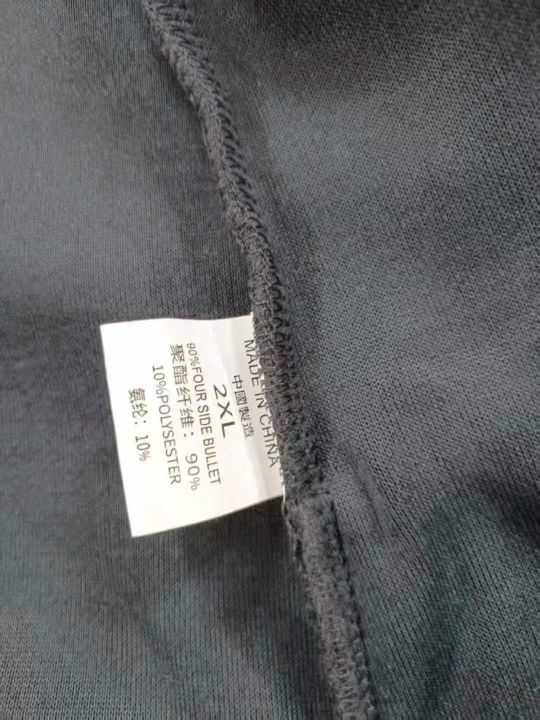 MADE IN CHINA
中國製造
2XL
90%FOUR SIDE BULLET
聚酯纤维：90%
10%POLYSESTER
氨纶：10%